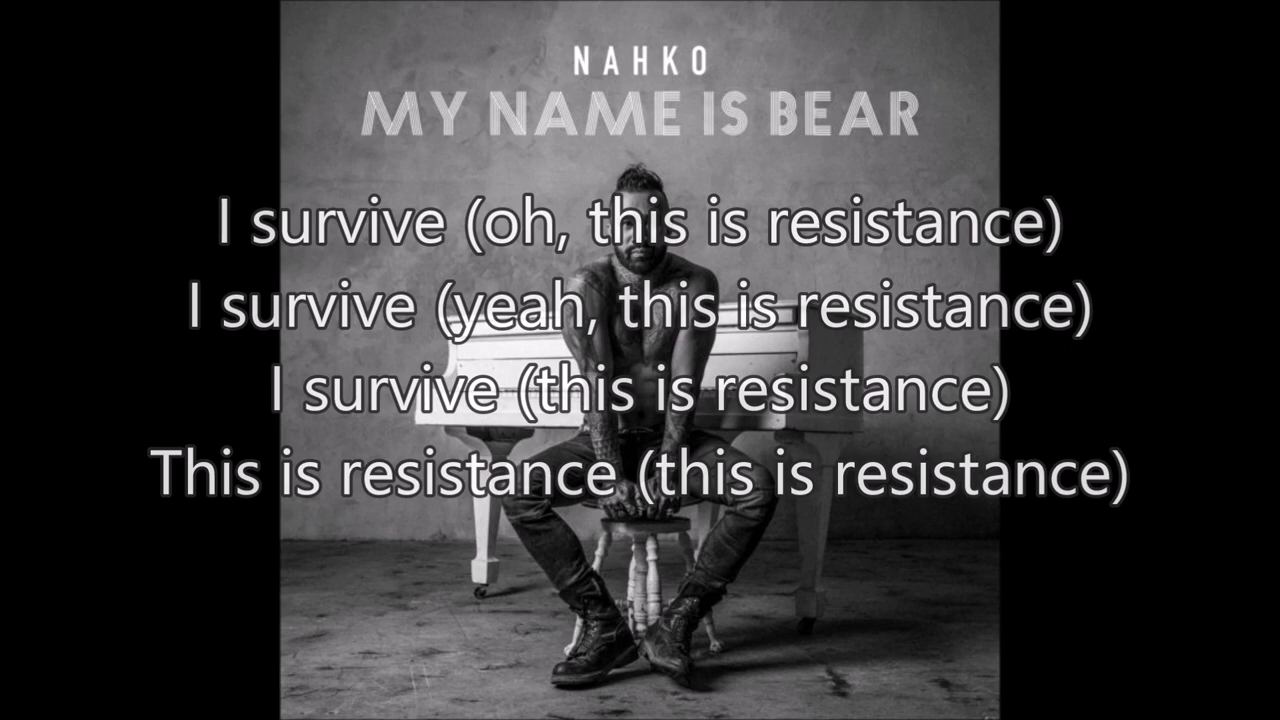 NAHKO
MY NAME IS BEAR
I survive (oh, this is resistance)
I survive (yeah, this is resistance)
I survive (this is resistance)
This is resistance (this is resistance)